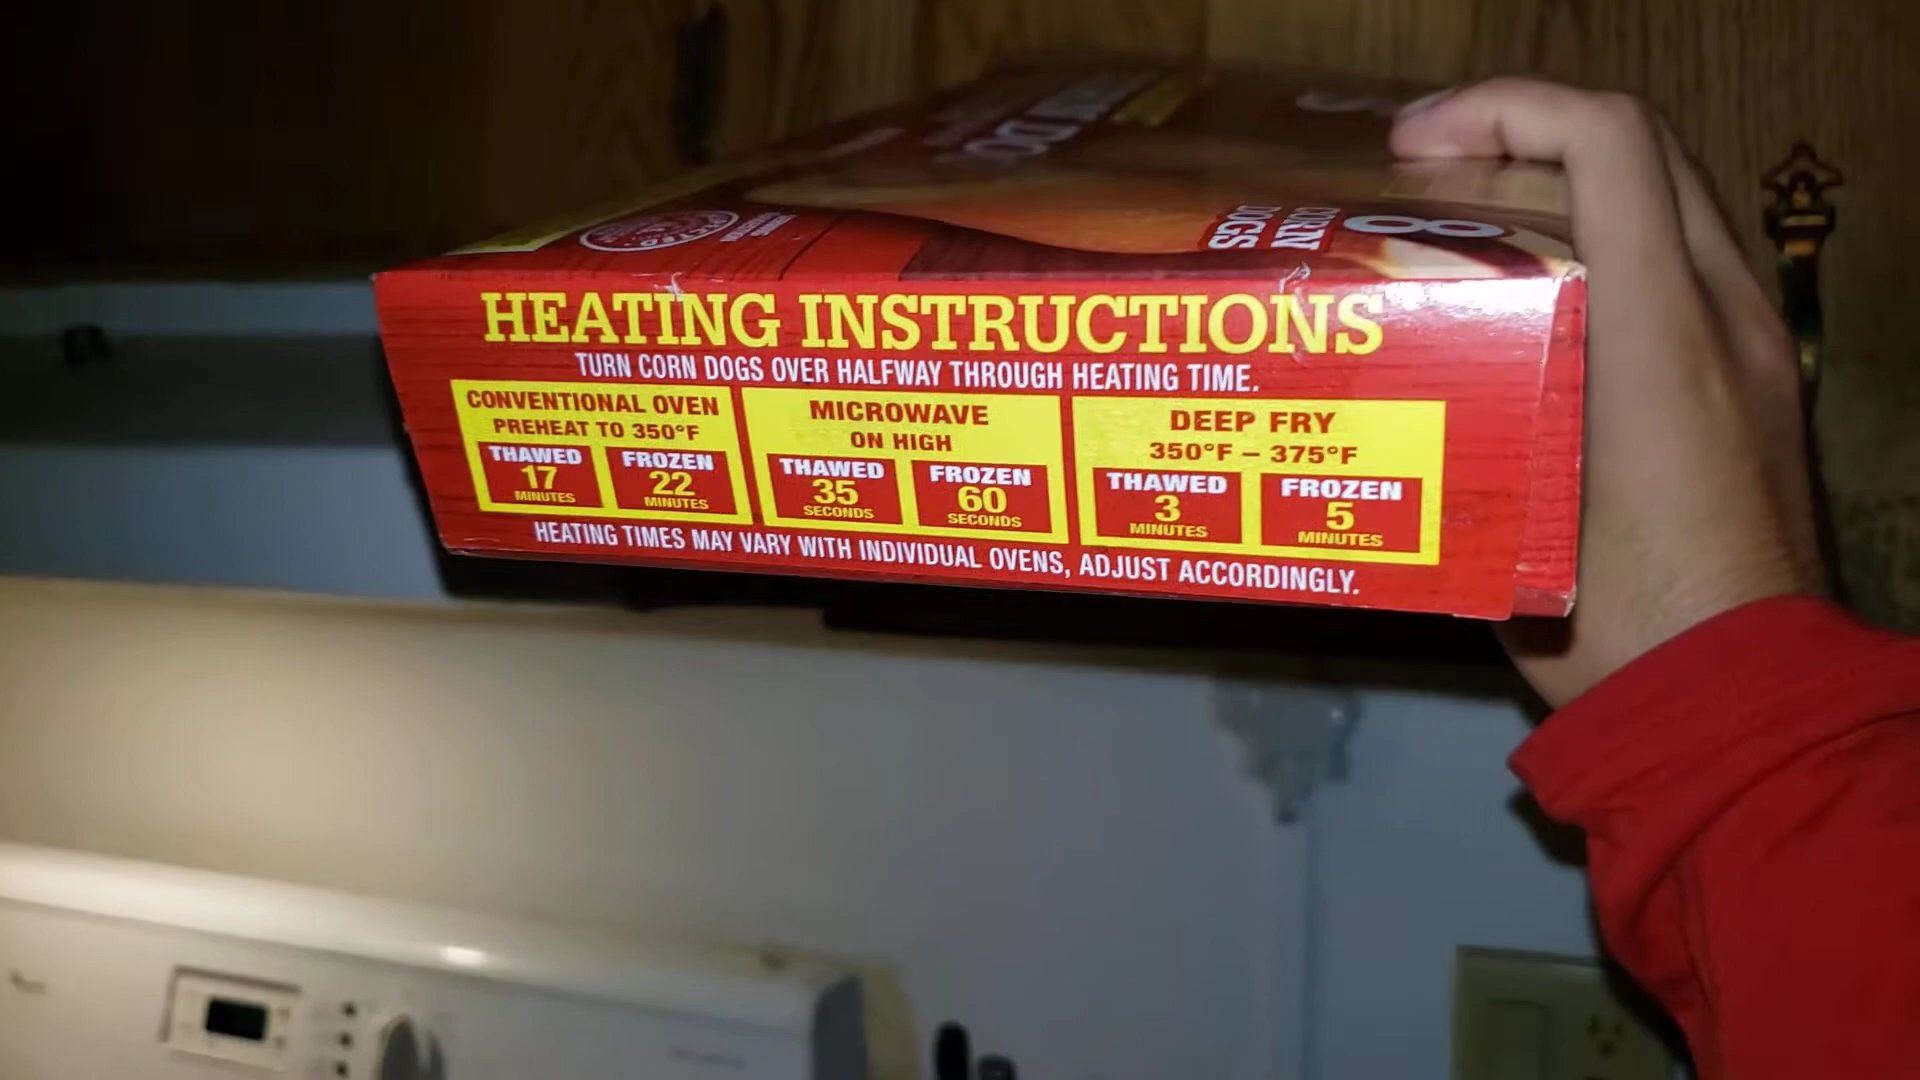 8
CORN
DOGS
HEATING INSTRUCTIONS
TURN CORN DOGS OVER HALFWAY THROUGH HEATING TIME.
CONVENTIONAL OVEN
PREHEAT TO 350°F
THAWED
17
MINUTES
FROZEN
22
MINUTES
MICROWAVE
ON HIGH
THAWED
35
SECONDS
FROZEN
60
SECONDS
DEEP FRY
350°F – 375°F
THAWED
3
MINUTES
FROZEN
5
MINUTES
HEATING TIMES MAY VARY WITH INDIVIDUAL OVENS, ADJUST ACCORDINGLY.